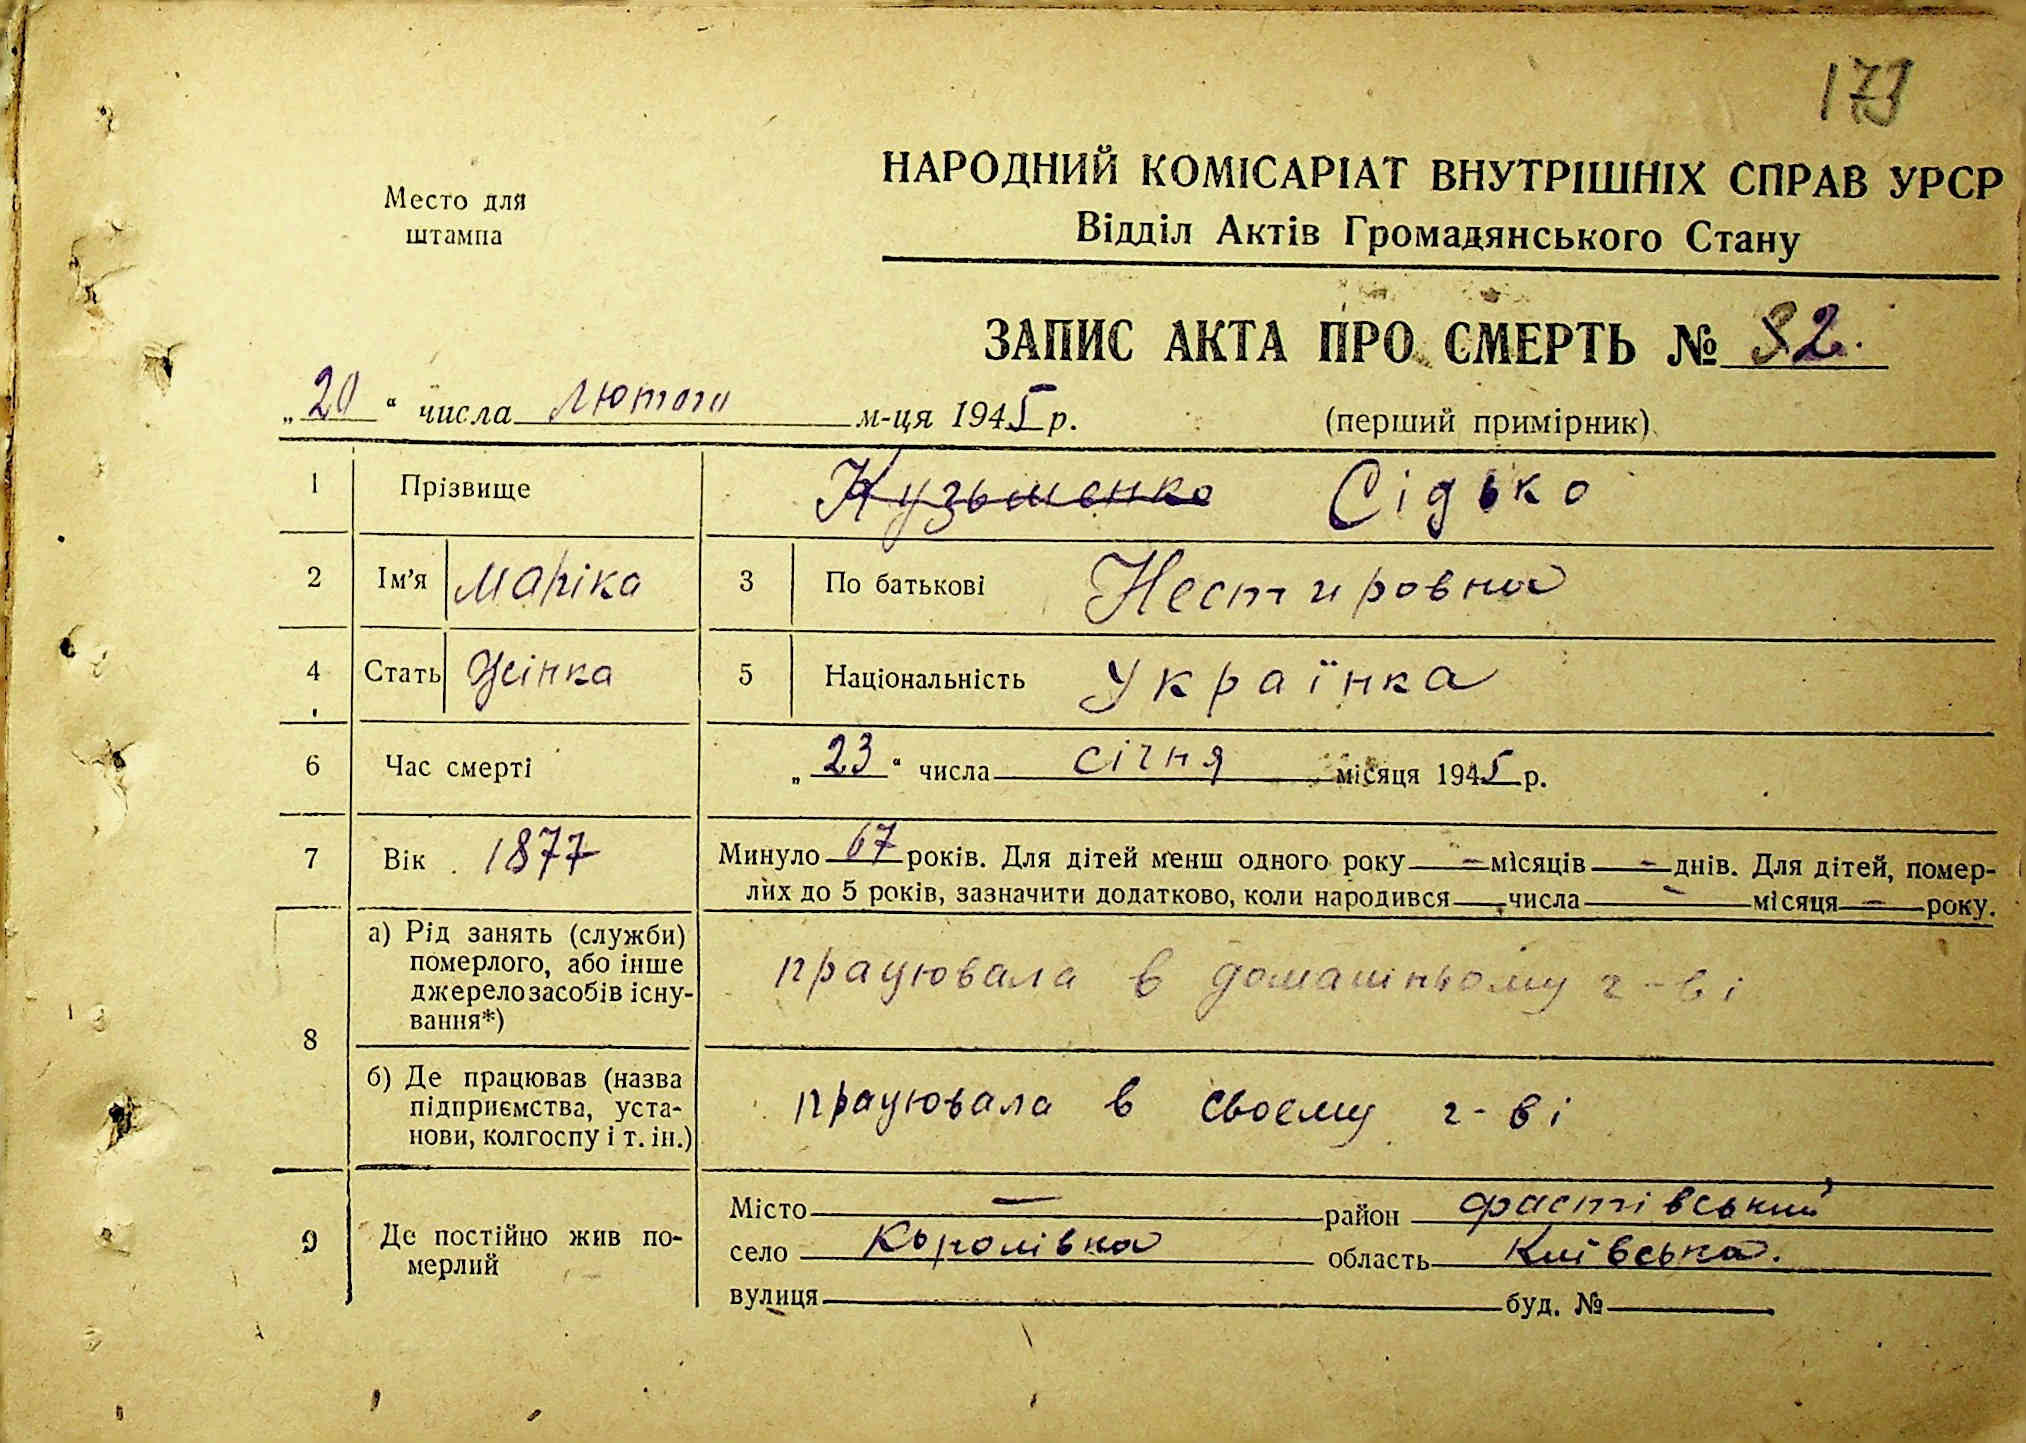 173
Место для
штампа
НАРОДНИЙ КОМІСАРІАТ ВНУТРІШНІХ СПРАВ УРСР
Відділ Актів Громадянського Стану
ЗАПИС АКТА ПРО СМЕРТЬ № 32.
„20“ числа лютого м-ця 1945 р. (перший примірник)
1 Прізвище Кузьменко Сідько
2 Ім'я Маріка 3 По батькові Нестировна
4 Стать Жінка 5 Національність Українка
6 Час смерті „23“ числа січня місяця 1945 р.
7 Вік 1877 Минуло 67 років. Для дітей менш одного року — місяців — днів. Для дітей, помер-
лих до 5 років, зазначити додатково, коли народився — числа — місяця — року.
8
а) Рід занять (служби)
померлого, або інше
джерело засобів існу-
вання*)
працювала в домашньому г-ві
б) Де працював (назва
підприємства, уста-
нови, колгоспу і т. ін.)
працювала в своєму г-ві
9 Де постійно жив по-
мерлий
Місто — район Фастівський
село Королівка область Київська.
вулиця буд. №